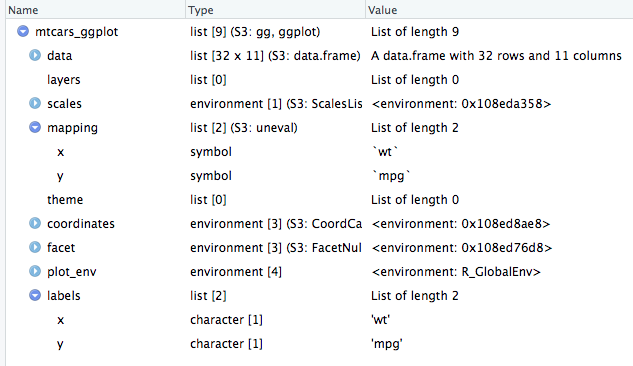 Name Type Value
mtcars_ggplot list [9] (S3: gg, ggplot) List of length 9
data list [32 x 11] (S3: data.frame) A data.frame with 32 rows and 11 columns
layers list [0] List of length 0
scales environment [1] (S3: ScalesLis <environment: 0x108eda358>
mapping list [2] (S3: uneval) List of length 2
x symbol `wt`
y symbol `mpg`
theme list [0] List of length 0
coordinates environment [3] (S3: CoordCa <environment: 0x108ed8ae8>
facet environment [3] (S3: FacetNul <environment: 0x108ed76d8>
plot_env environment [4] <environment: R_GlobalEnv>
labels list [2] List of length 2
x character [1] 'wt'
y character [1] 'mpg'